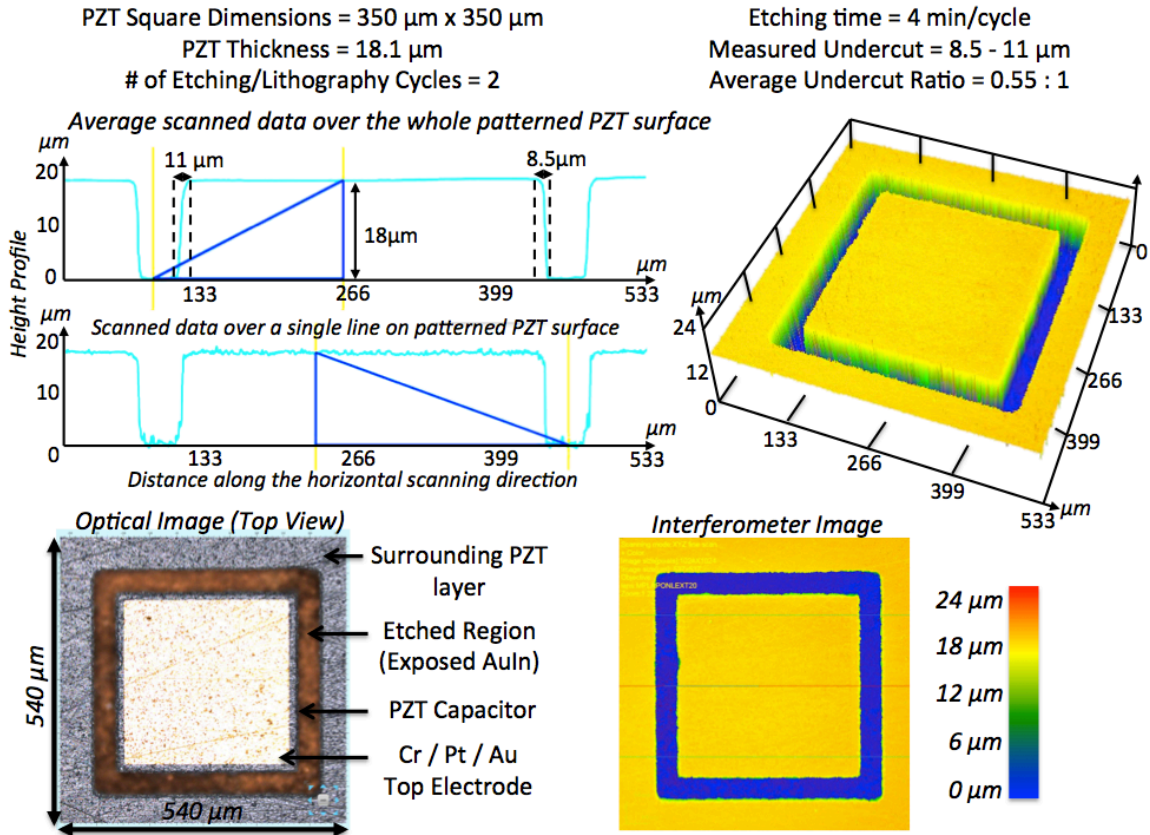 PZT Square Dimensions = 350 µm x 350 µm
PZT Thickness = 18.1 µm
# of Etching/Lithography Cycles = 2
Etching time = 4 min/cycle
Measured Undercut = 8.5 - 11 µm
Average Undercut Ratio = 0.55 : 1
Average scanned data over the whole patterned PZT surface
µm
20
10
0
11 µm
8.5µm
18µm
µm
133
266
399
533
Height Profile
µm
Scanned data over a single line on patterned PZT surface
20
10
0
µm
133
266
399
533
Distance along the horizontal scanning direction
µm
24
12
0
133
266
399
533
µm
0
133
266
399
Optical Image (Top View)
540 µm
540 µm
Surrounding PZT
layer
Etched Region
(Exposed AuIn)
PZT Capacitor
Cr / Pt / Au
Top Electrode
Interferometer Image
PONLEXT20
24 µm
18 µm
12 µm
6 µm
0 µm